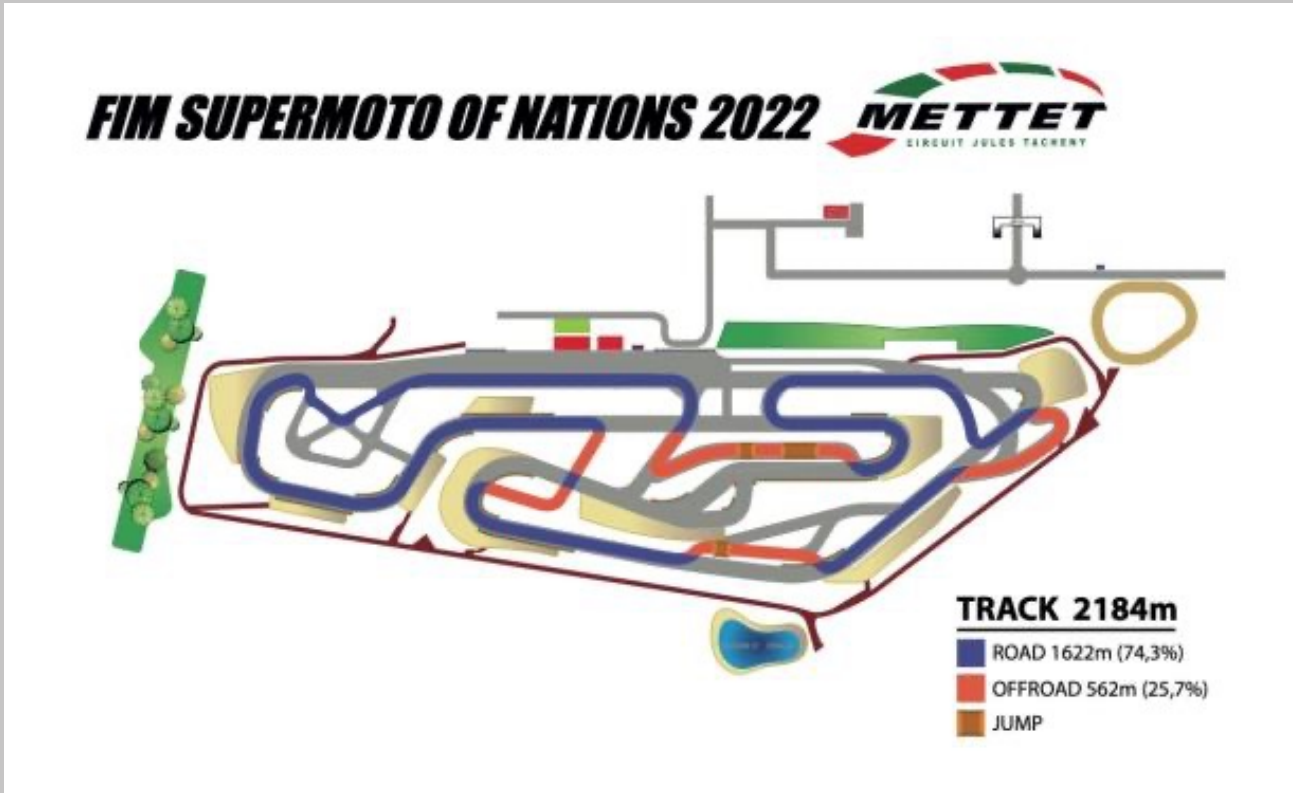 FIM SUPERMOTO OF NATIONS 2022
METTET
CIRCUIT JULES TACHENY
TRACK 2184m
ROAD 1622m (74,3%)
OFFROAD 562m (25,7%)
JUMP